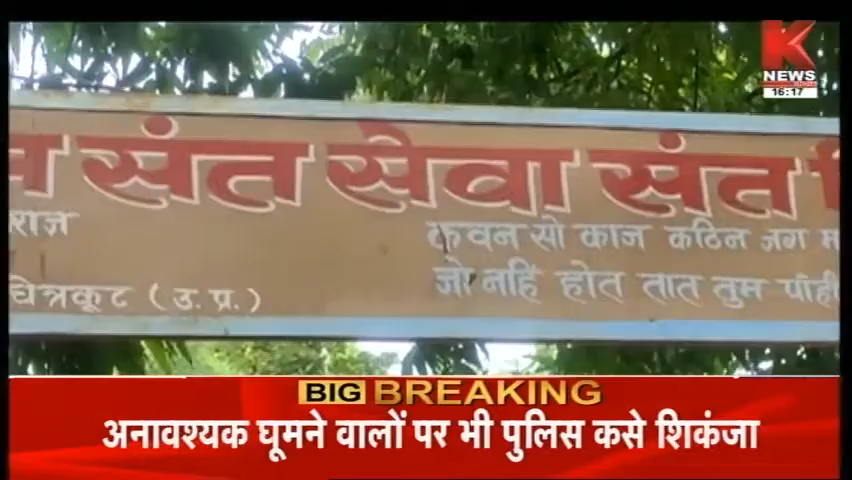 K
NEWS
16:17
संत सेवा संत
राज
कवन सो काज कठिन जग
जो नहिं होत तात तुम पांही
चित्रकूट (उ. प्र.)
BIG BREAKING
अनावश्यक घूमने वालों पर भी पुलिस कसे शिकंजा